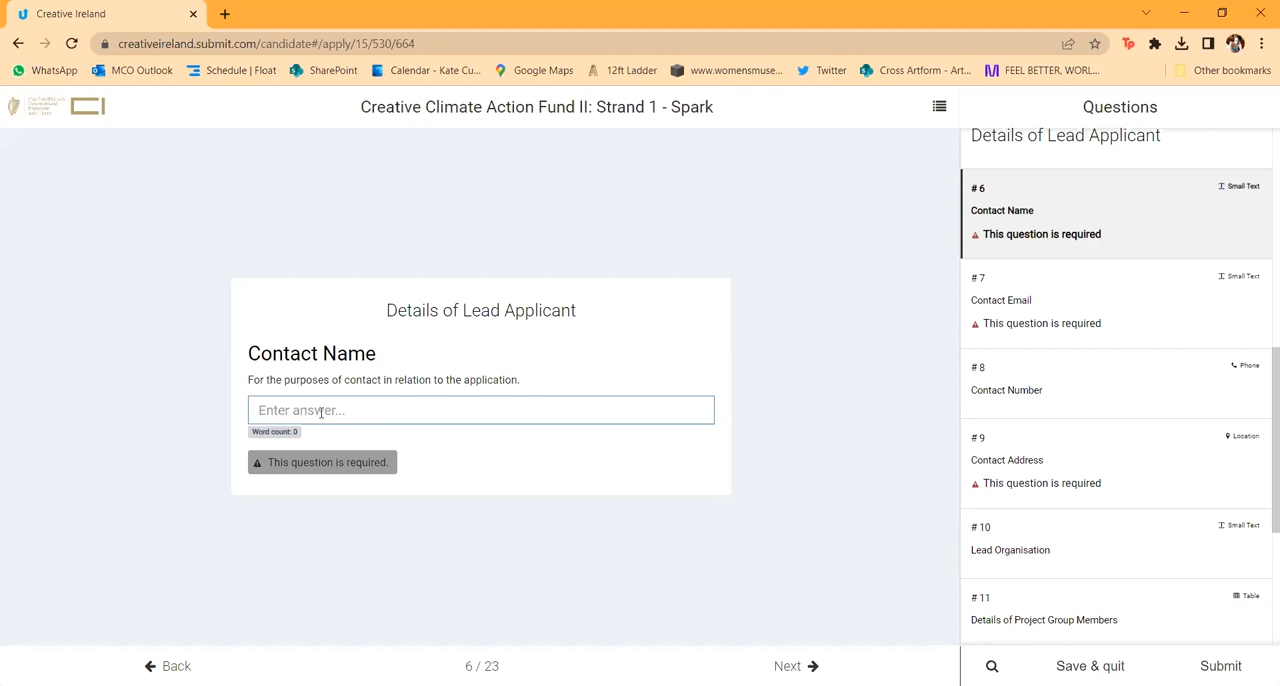 Creative Ireland
creativeireland.submit.com/candidate#/apply/15/530/664
WhatsApp
MCO Outlook
Schedule | Float
SharePoint
Calendar - Kate Cu...
Google Maps
12ft Ladder
www.womensmuse...
Twitter
Cross Artform - Art...
FEEL BETTER, WORL...
Other bookmarks
Creative Climate Action Fund II: Strand 1 - Spark
Questions
Details of Lead Applicant
Contact Name
For the purposes of contact in relation to the application.
Enter answer...
Word count: 0
This question is required.
Details of Lead Applicant
# 6
Small Text
Contact Name
This question is required
# 7
Small Text
Contact Email
This question is required
# 8
Phone
Contact Number
# 9
Location
Contact Address
This question is required
# 10
Small Text
Lead Organisation
# 11
Table
Details of Project Group Members
Back
6 / 23
Next
Save & quit
Submit